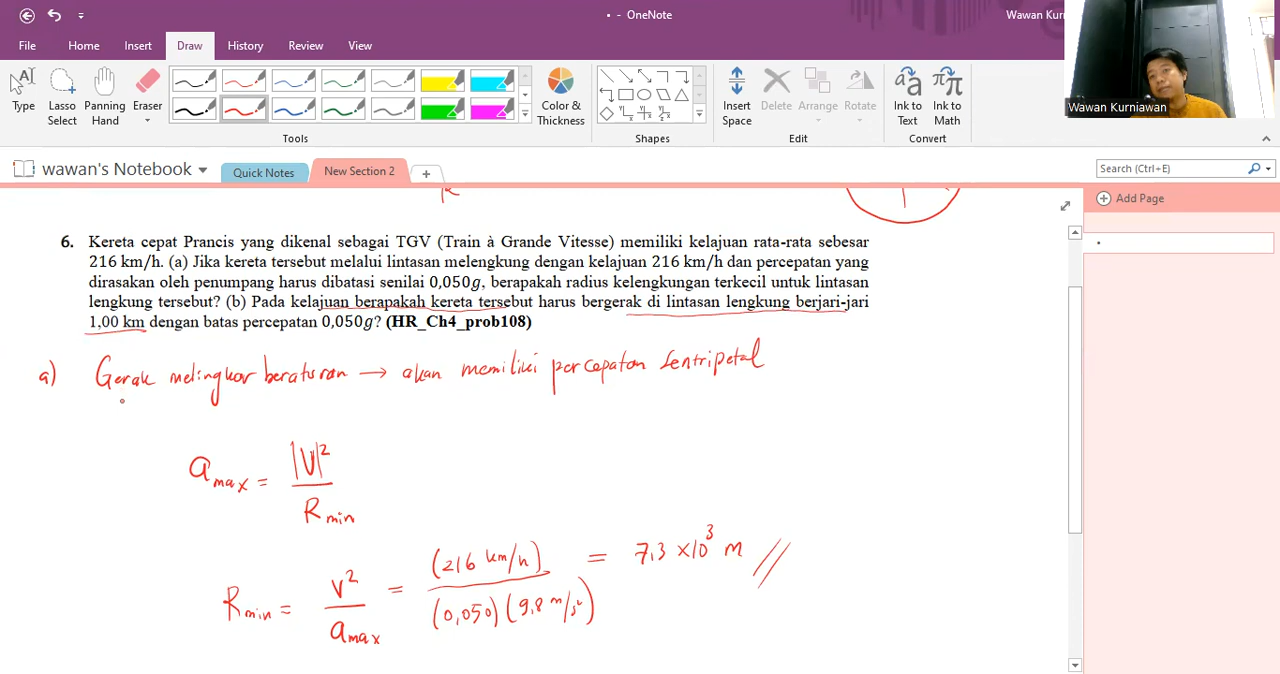 • - OneNote
Wawan Kur
File Home Insert Draw History Review View
Type
Lasso Select
Panning Hand
Eraser
Color & Thickness
Insert Space
Delete
Arrange
Rotate
Ink to Text
Ink to Math
Wawan Kurniawan
Tools
Shapes
Edit
Convert
wawan's Notebook
Quick Notes
New Section 2
Search (Ctrl+E)
Add Page
R
6. Kereta cepat Prancis yang dikenal sebagai TGV (Train à Grande Vitesse) memiliki kelajuan rata-rata sebesar
216 km/h. (a) Jika kereta tersebut melalui lintasan melengkung dengan kelajuan 216 km/h dan percepatan yang
dirasakan oleh penumpang harus dibatasi senilai 0,050g, berapakah radius kelengkungan terkecil untuk lintasan
lengkung tersebut? (b) Pada kelajuan berapakah kereta tersebut harus bergerak di lintasan lengkung berjari-jari
1,00 km dengan batas percepatan 0,050g? (HR_Ch4_prob108)
a) Gerak melingkar beraturan → akan memiliki percepatan sentripetal
a max = |V|² / R min
R min = v² / a max = (216 km/h) / (0,050)(9,8 m/s²) = 7,3 × 10³ m //